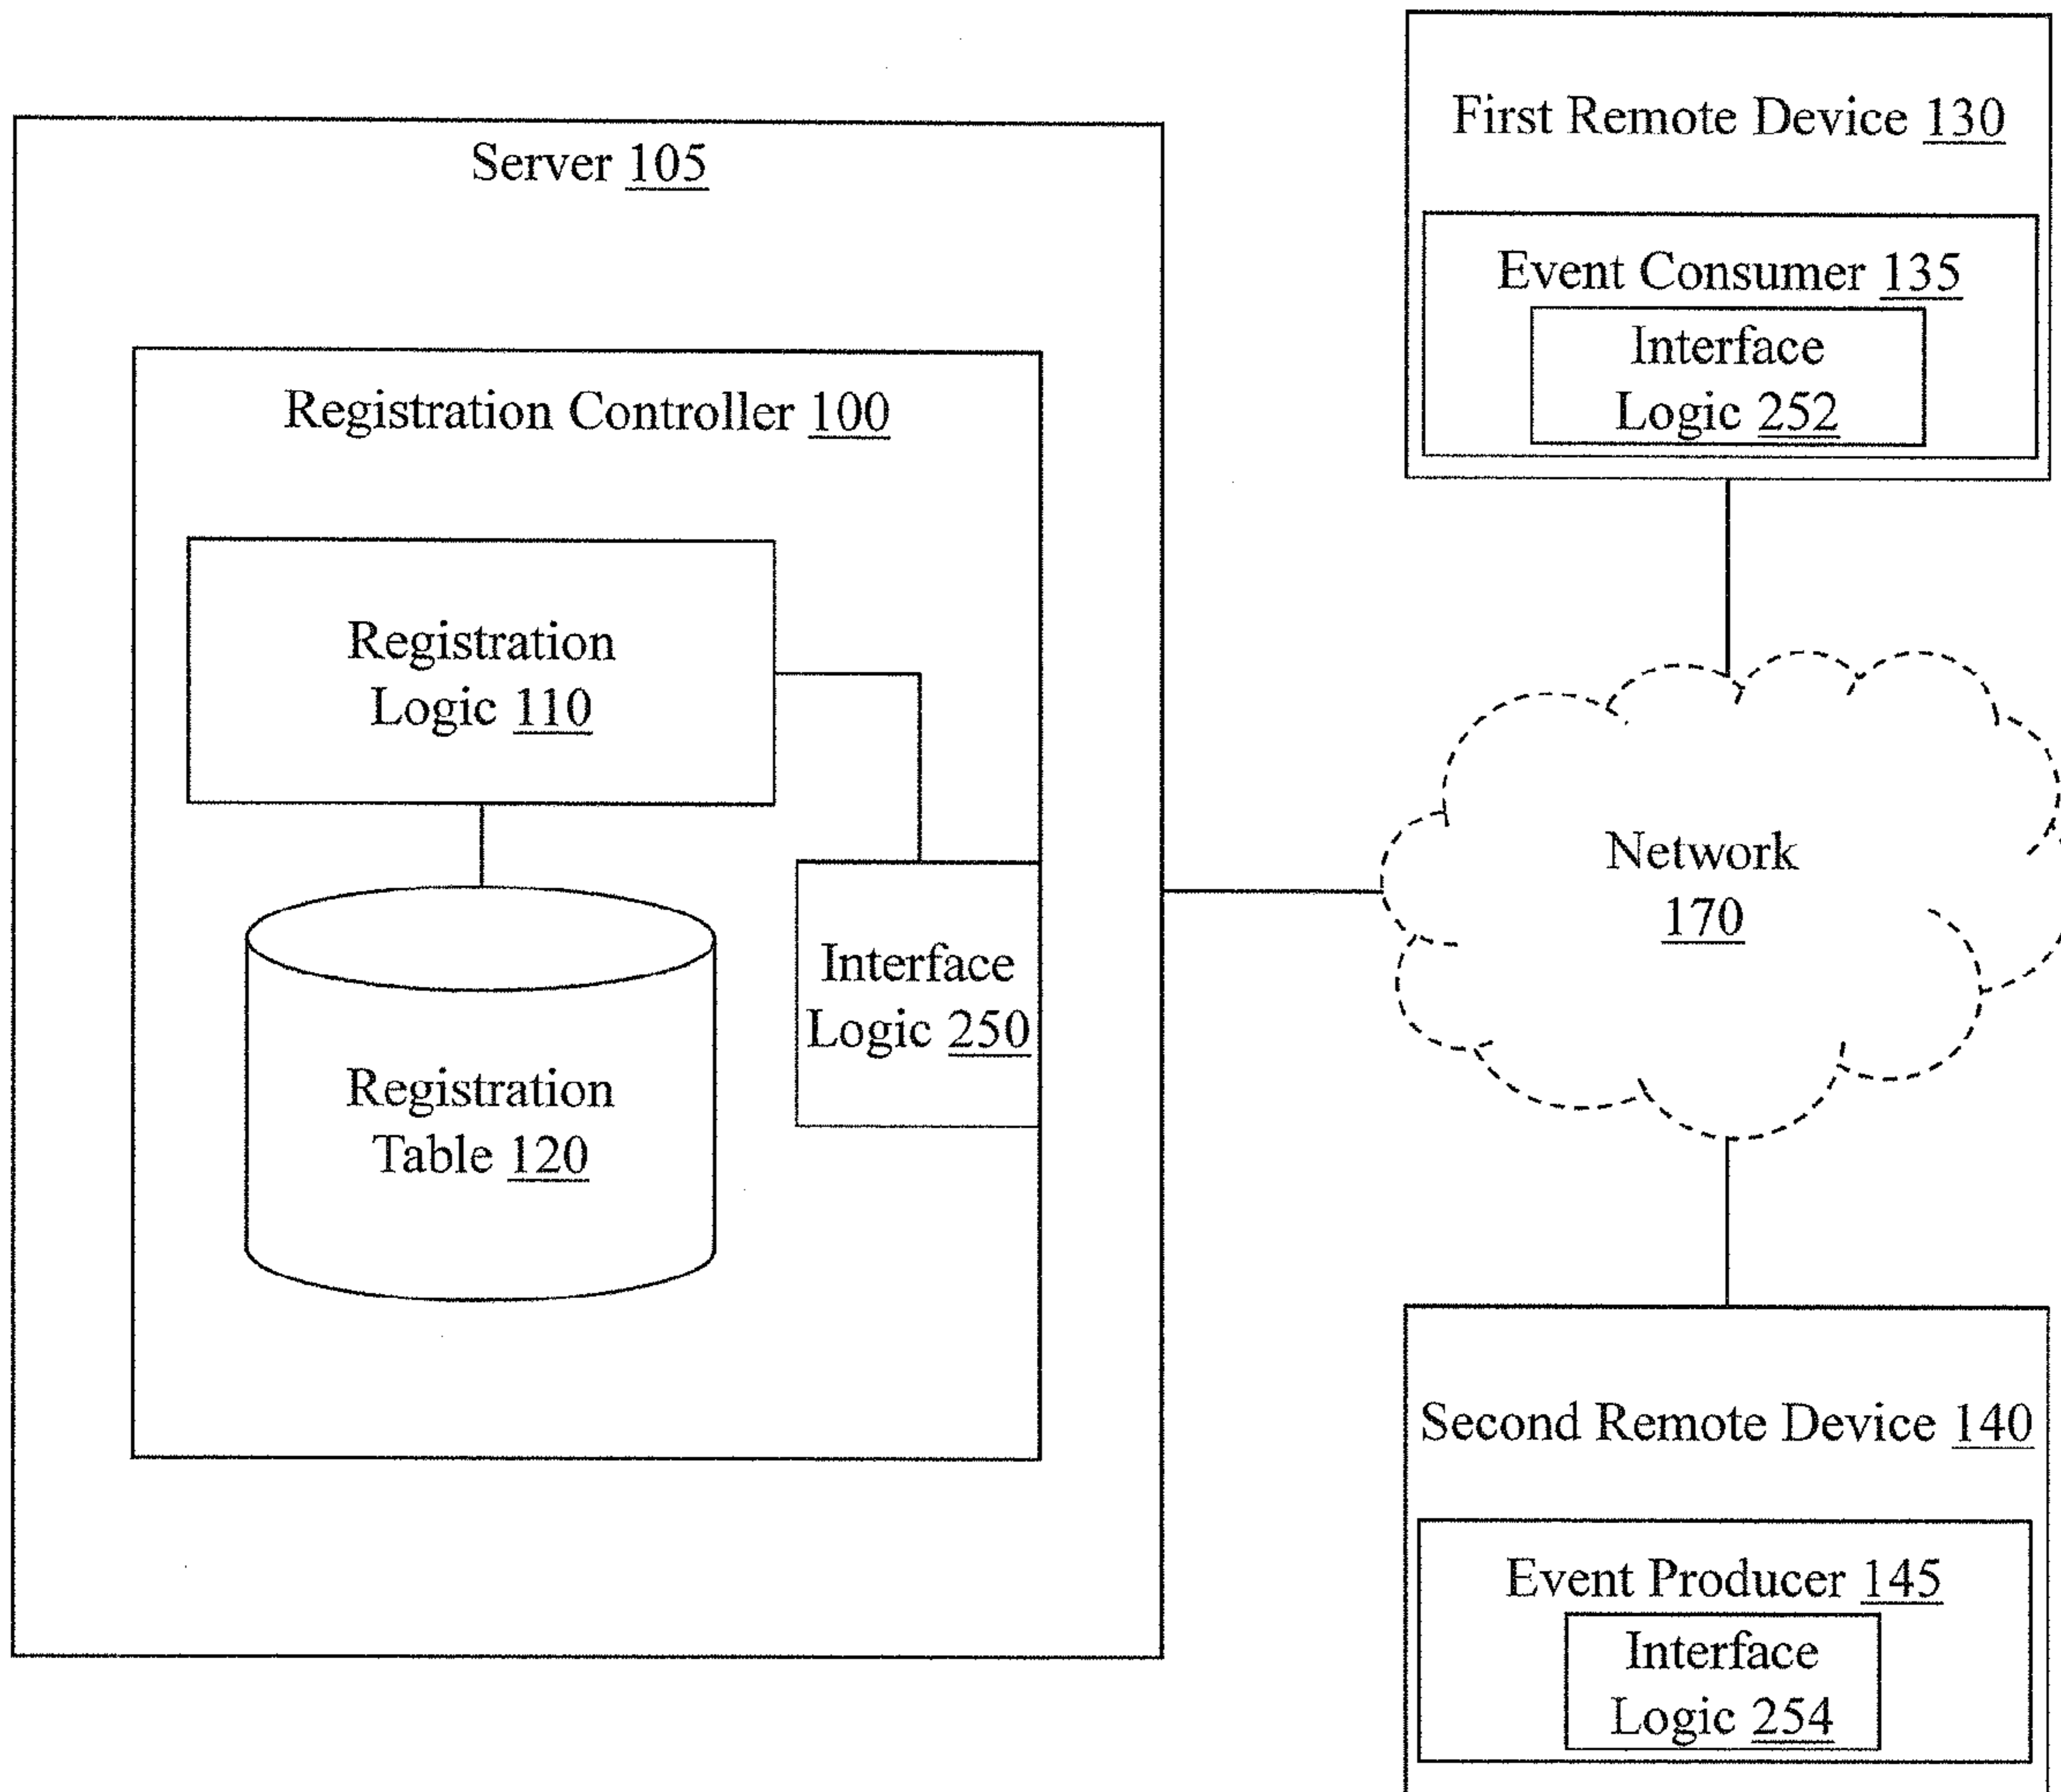 Server 105
Registration Controller 100
Registration
Logic 110
Interface
Logic 250
Registration
Table 120
First Remote Device 130
Event Consumer 135
Interface
Logic 252
Network
170
Second Remote Device 140
Event Producer 145
Interface
Logic 254